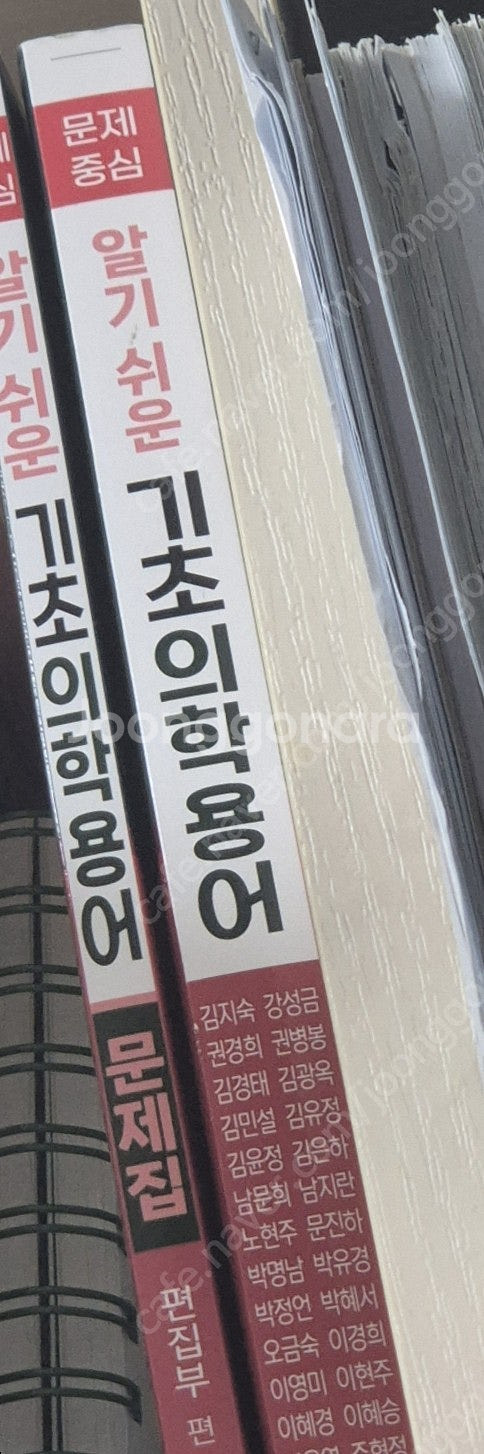 알기 쉬운
기초의학용어
문제집
편집부 편
문제
중심
알기 쉬운
기초의학용어
김지숙 강성금
권경희 권병봉
김경태 김광옥
김민설 김유정
김윤정 김은하
남문희 남지란
노현주 문진하
박명남 박유경
박정언 박혜서
오금숙 이경희
이영미 이현주
이혜경 이혜승
joonggonara